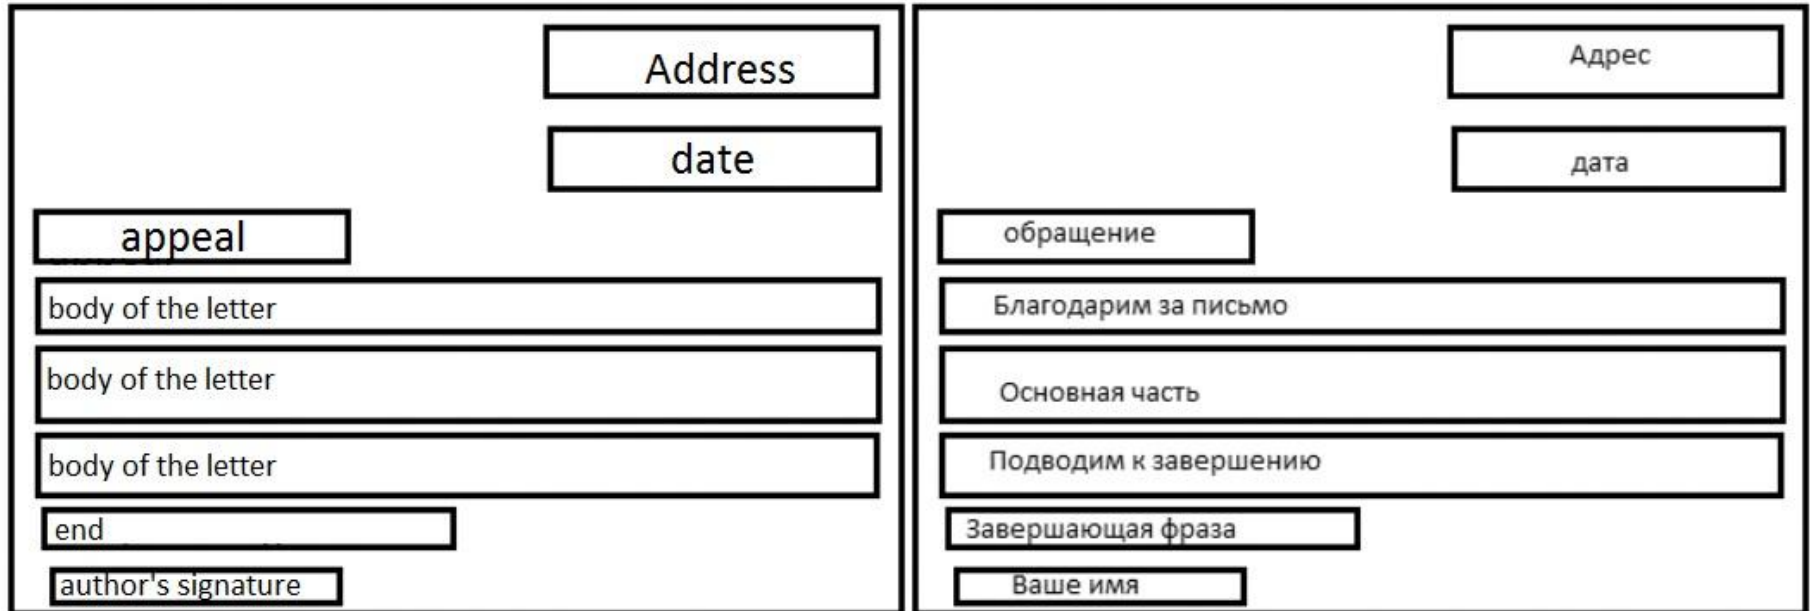 Address
date
appeal
body of the letter
body of the letter
body of the letter
end
author's signature
Адрес
дата
обращение
Благодарим за письмо
Основная часть
Подводим к завершению
Завершающая фраза
Ваше имя